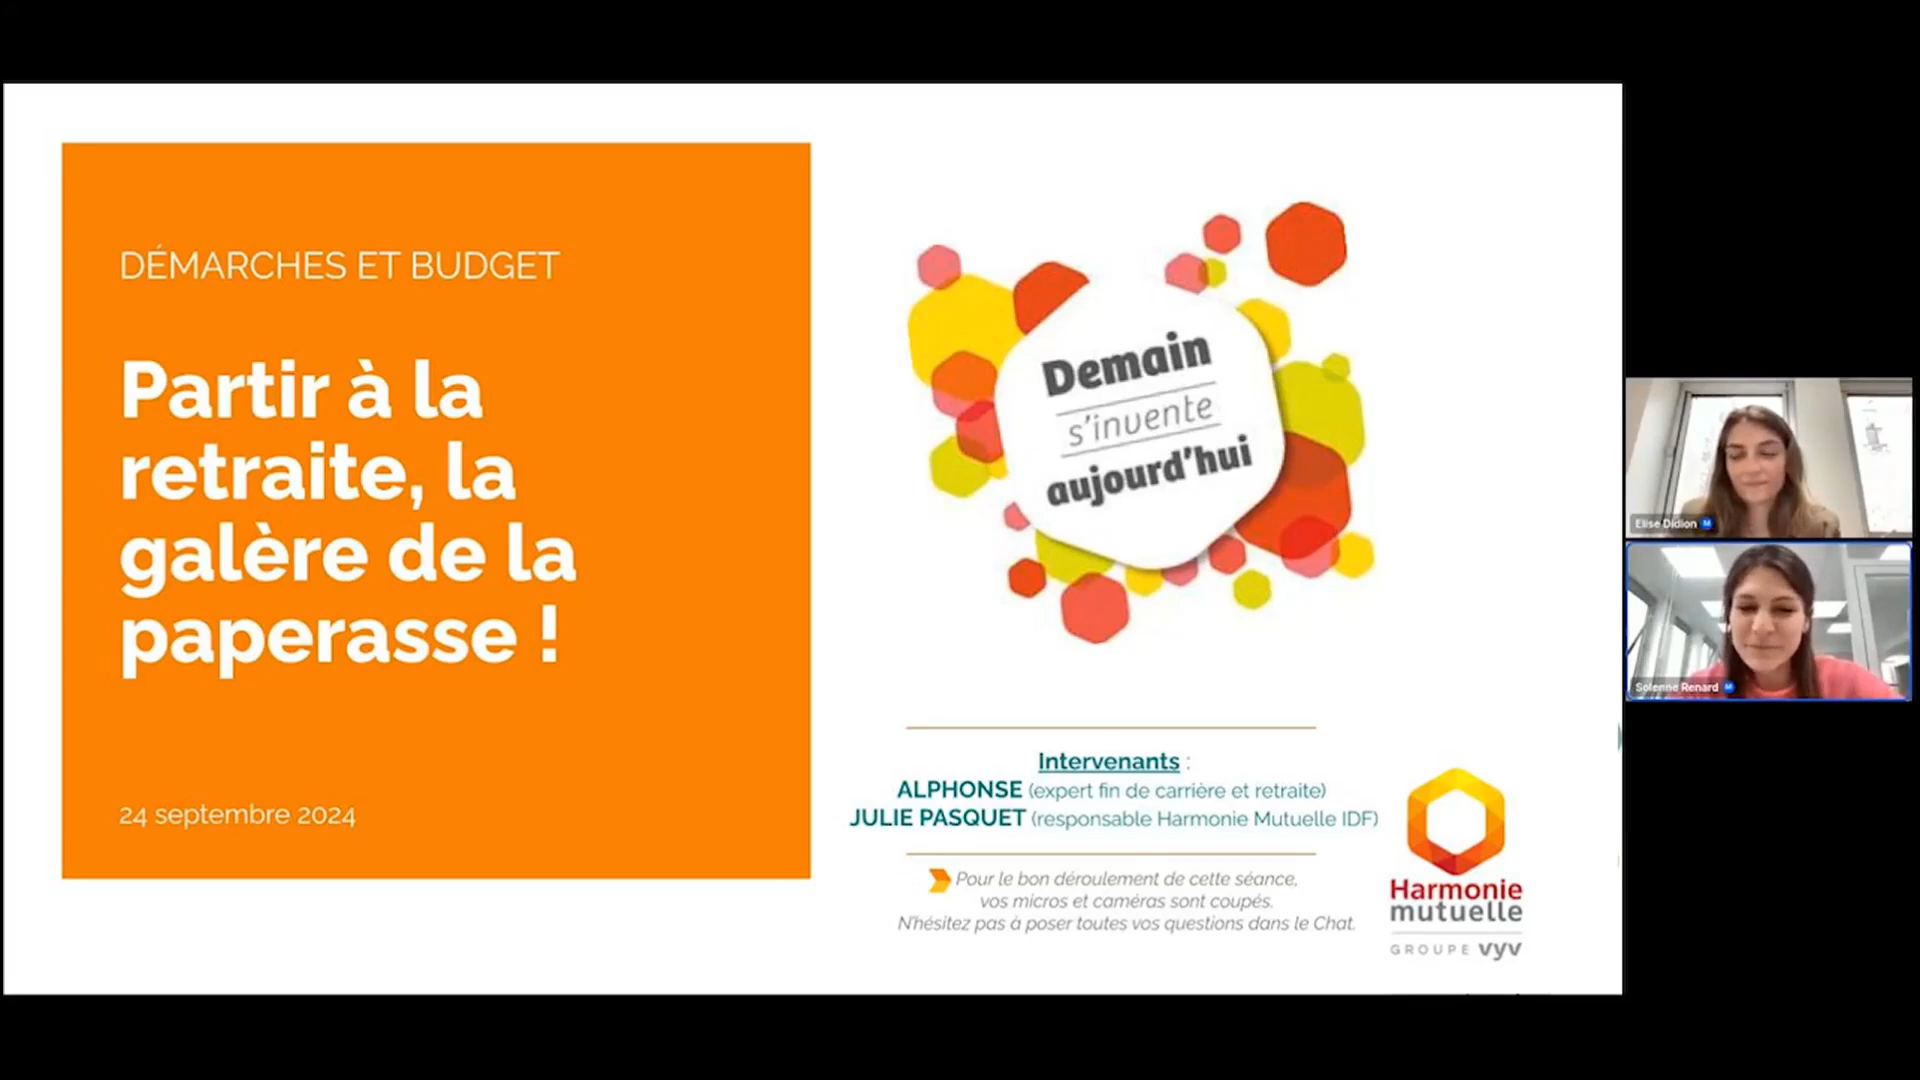 DÉMARCHES ET BUDGET
Partir à la
retraite, la
galère de la
paperasse !
24 septembre 2024
Demain
s'invente
aujourd'hui
Intervenants :
ALPHONSE (expert fin de carrière et retraite)
JULIE PASQUET (responsable Harmonie Mutuelle IDF)
Pour le bon déroulement de cette séance,
vos micros et caméras sont coupés.
N'hésitez pas à poser toutes vos questions dans le Chat.
Harmonie
mutuelle
GROUPE vyv
Elise Didion
Solenne Renard